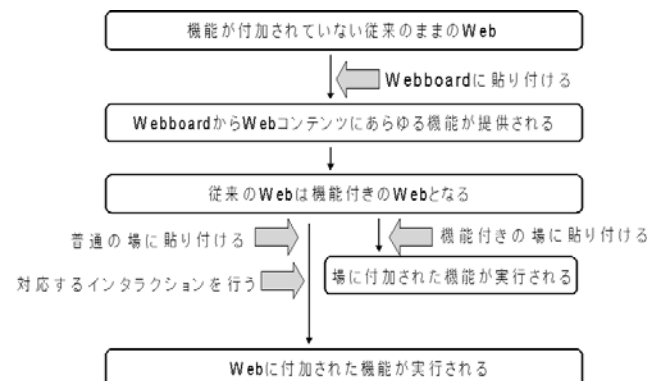 機能が付加されていない従来のままのWeb
Webboardに貼り付ける
WebboardからWebコンテンツにあらゆる機能が提供される
従来のWebは機能付きのWebとなる
普通の場に貼り付ける
機能付きの場に貼り付ける
対応するインタラクションを行う
場に付加された機能が実行される
Webに付加された機能が実行される